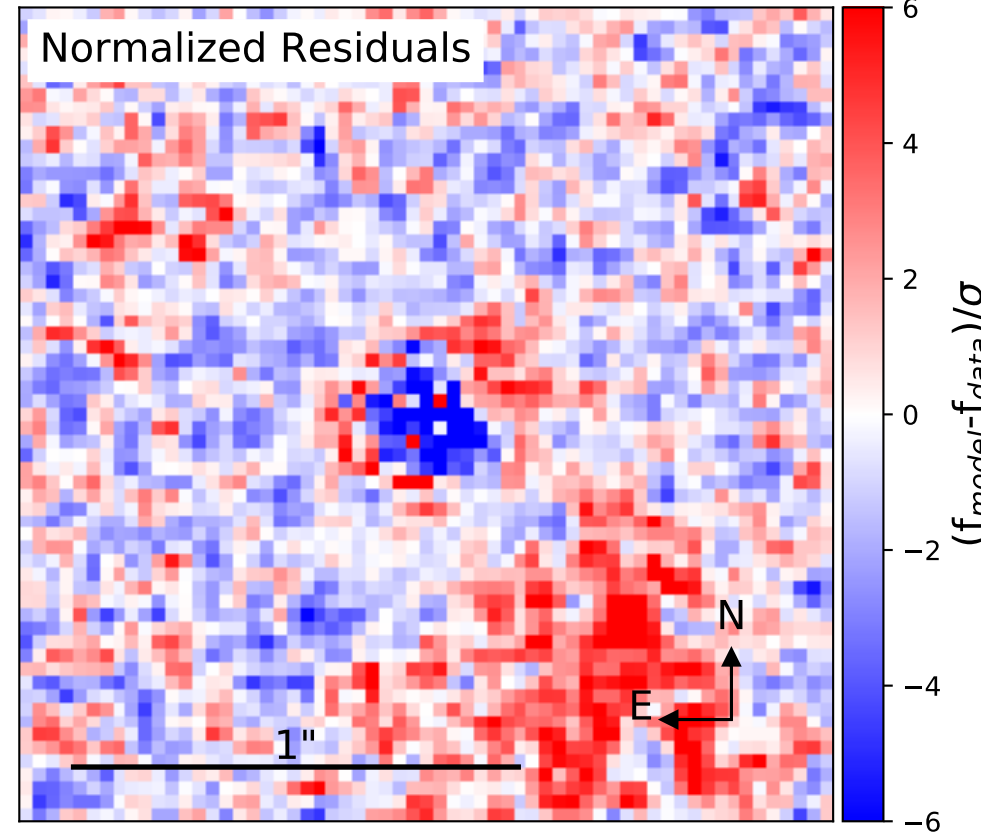 Normalized Residuals
6
4
2
0
−2
−4
−6
(f_model-f_data)/σ
N
E
1"